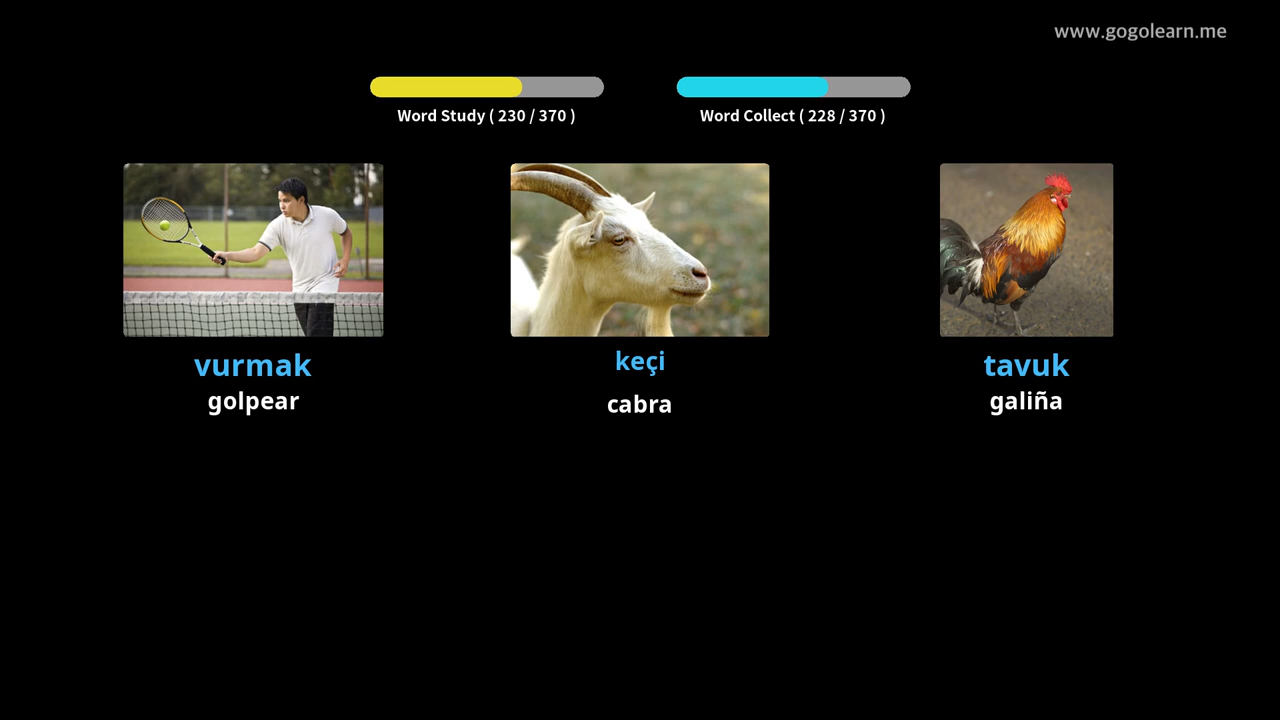 www.gogolearn.me
Word Study ( 230 / 370 )
Word Collect ( 228 / 370 )
vurmak
golpear
keçi
cabra
tavuk
galiña